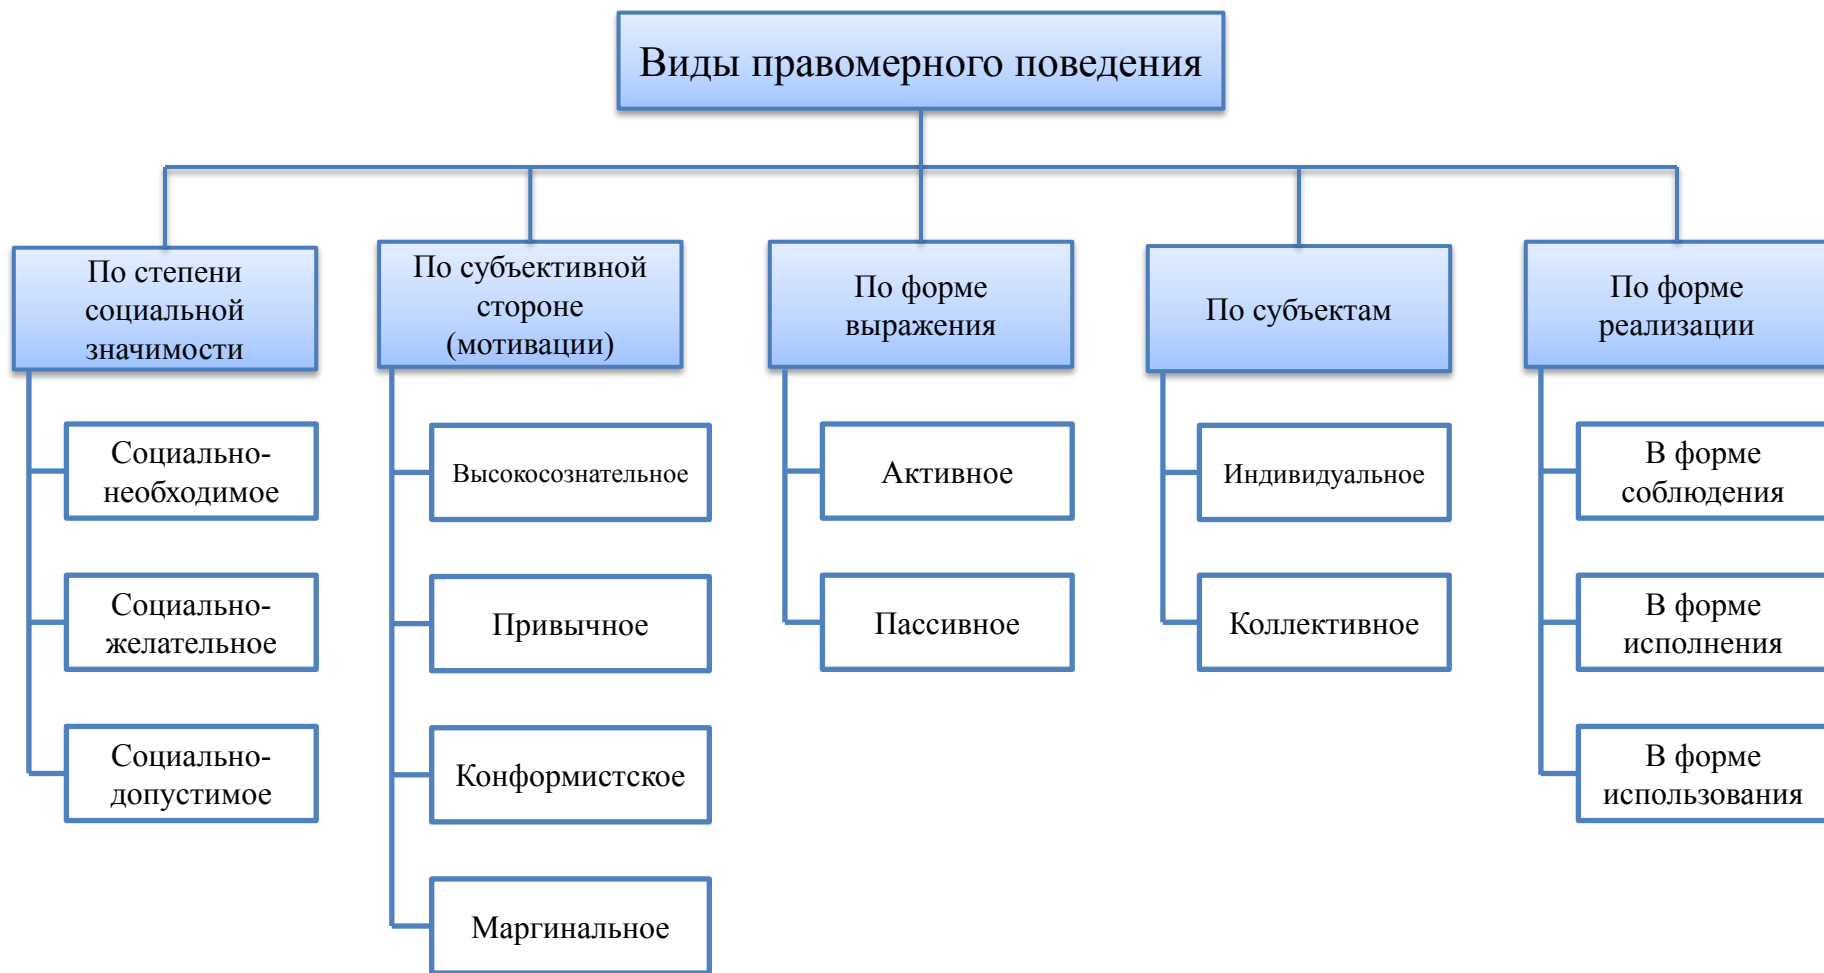 Виды правомерного поведения
По степени
социальной
значимости
Социально-
необходимое
Социально-
желательное
Социально-
допустимое
По субъективной
стороне
(мотивации)
Высокосознательное
Привычное
Конформистское
Маргинальное
По форме
выражения
Активное
Пассивное
По субъектам
Индивидуальное
Коллективное
По форме
реализации
В форме
соблюдения
В форме
исполнения
В форме
использования